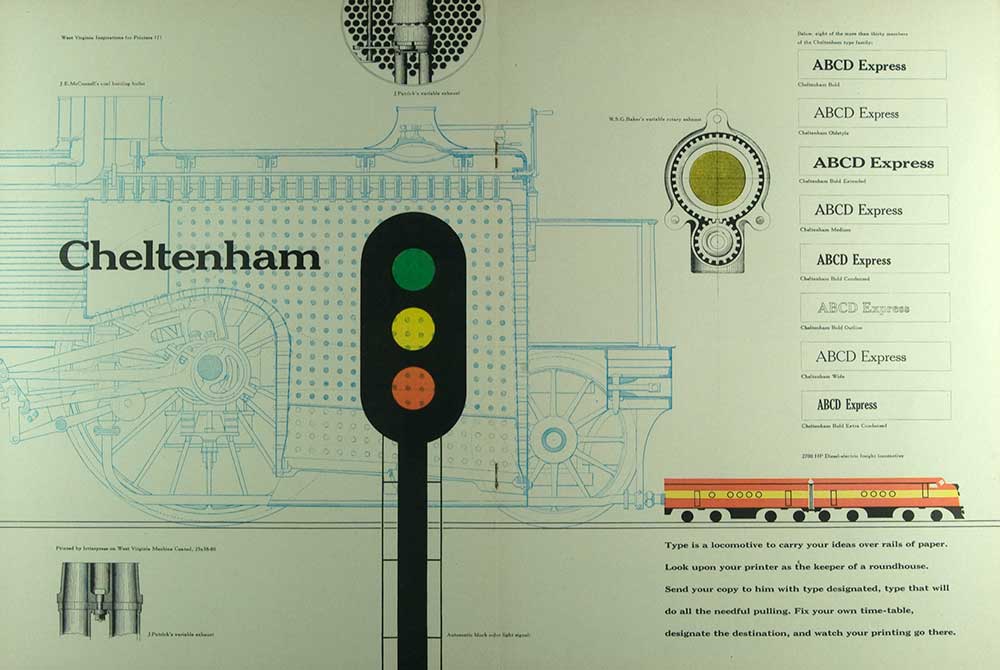 West Virginia Inspirations for Printers 171
J.E.McConnell's coal burning boiler
J.Patrick's variable exhaust
W.S.G.Baker's variable rotary exhaust
Cheltenham
Below, eight of the more than thirty members
of the Cheltenham type family:
ABCD Express
Cheltenham Bold
ABCD Express
Cheltenham Oldstyle
ABCD Express
Cheltenham Bold Extended
ABCD Express
Cheltenham Medium
ABCD Express
Cheltenham Bold Condensed
ABCD Express
Cheltenham Bold Outline
ABCD Express
Cheltenham Wide
ABCD Express
Cheltenham Bold Extra Condensed
2700 HP Diesel-electric freight locomotive
Type is a locomotive to carry your ideas over rails of paper.
Look upon your printer as the keeper of a roundhouse.
Send your copy to him with type designated, type that will
do all the needful pulling. Fix your own time-table,
designate the destination, and watch your printing go there.
Printed by letterpress on West Virginia Machine Coated, 25x38-80
J.Patrick's variable exhaust
Automatic block color light signal